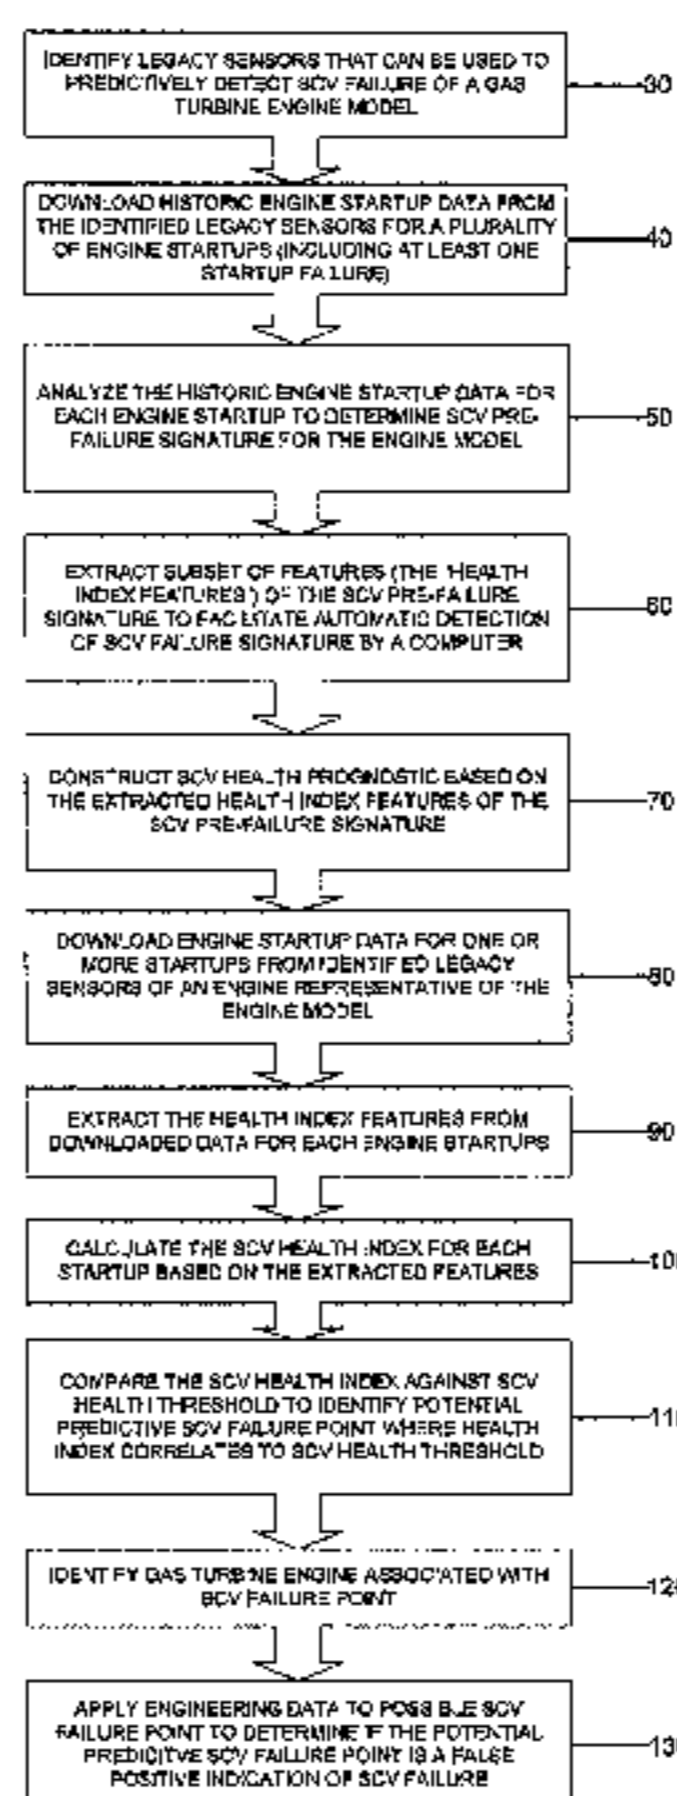 IDENTIFY LEGACY SENSORS THAT CAN BE USED TO
PREDICTIVELY DETECT SCV FAILURE OF A GAS
TURBINE ENGINE MODEL
30
DOWNLOAD HISTORIC ENGINE STARTUP DATA FROM
THE IDENTIFIED LEGACY SENSORS FOR A PLURALITY
OF ENGINE STARTUPS (INCLUDING AT LEAST ONE
STARTUP FAILURE)
40
ANALYZE THE HISTORIC ENGINE STARTUP DATA FOR
EACH ENGINE STARTUP TO DETERMINE SCV PRE-
FAILURE SIGNATURE FOR THE ENGINE MODEL
50
EXTRACT SUBSET OF FEATURES (THE "HEALTH
INDEX FEATURES") OF THE SCV PRE-FAILURE
SIGNATURE TO FACILITATE AUTOMATIC DETECTION
OF SCV FAILURE SIGNATURE BY A COMPUTER
60
CONSTRUCT SCV HEALTH PROGNOSTIC BASED ON
THE EXTRACTED HEALTH INDEX FEATURES OF THE
SCV PRE-FAILURE SIGNATURE
70
DOWNLOAD ENGINE STARTUP DATA FOR ONE OR
MORE STARTUPS FROM IDENTIFIED LEGACY
SENSORS OF AN ENGINE REPRESENTATIVE OF THE
ENGINE MODEL
80
EXTRACT THE HEALTH INDEX FEATURES FROM
DOWNLOADED DATA FOR EACH ENGINE STARTUPS
90
CALCULATE THE SCV HEALTH INDEX FOR EACH
STARTUP BASED ON THE EXTRACTED FEATURES
COMPARE THE SCV HEALTH INDEX AGAINST SCV
HEALTH THRESHOLD TO IDENTIFY POTENTIAL
PREDICTIVE SCV FAILURE POINT WHERE HEALTH
INDEX CORRELATES TO SCV HEALTH THRESHOLD
IDENTIFY GAS TURBINE ENGINE ASSOCIATED WITH
SCV FAILURE POINT
APPLY ENGINEERING DATA TO POSSIBLE SCV
FAILURE POINT TO DETERMINE IF THE POTENTIAL
PREDICITVE SCV FAILURE POINT IS A FALSE
POSITIVE INDICATION OF SCV FAILURE